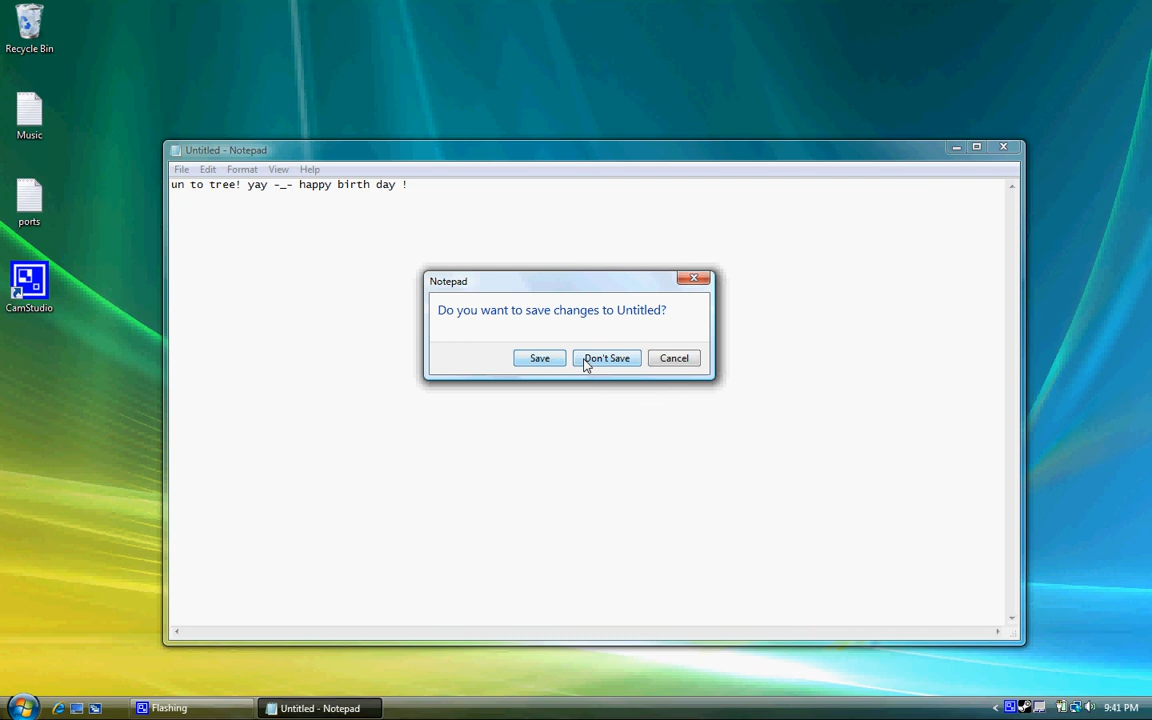 Recycle Bin
Music
ports
CamStudio
Untitled - Notepad
File Edit Format View Help
un to tree! yay -_- happy birth day !
Notepad
Do you want to save changes to Untitled?
Save Don't Save Cancel
Flashing
Untitled - Notepad
9:41 PM